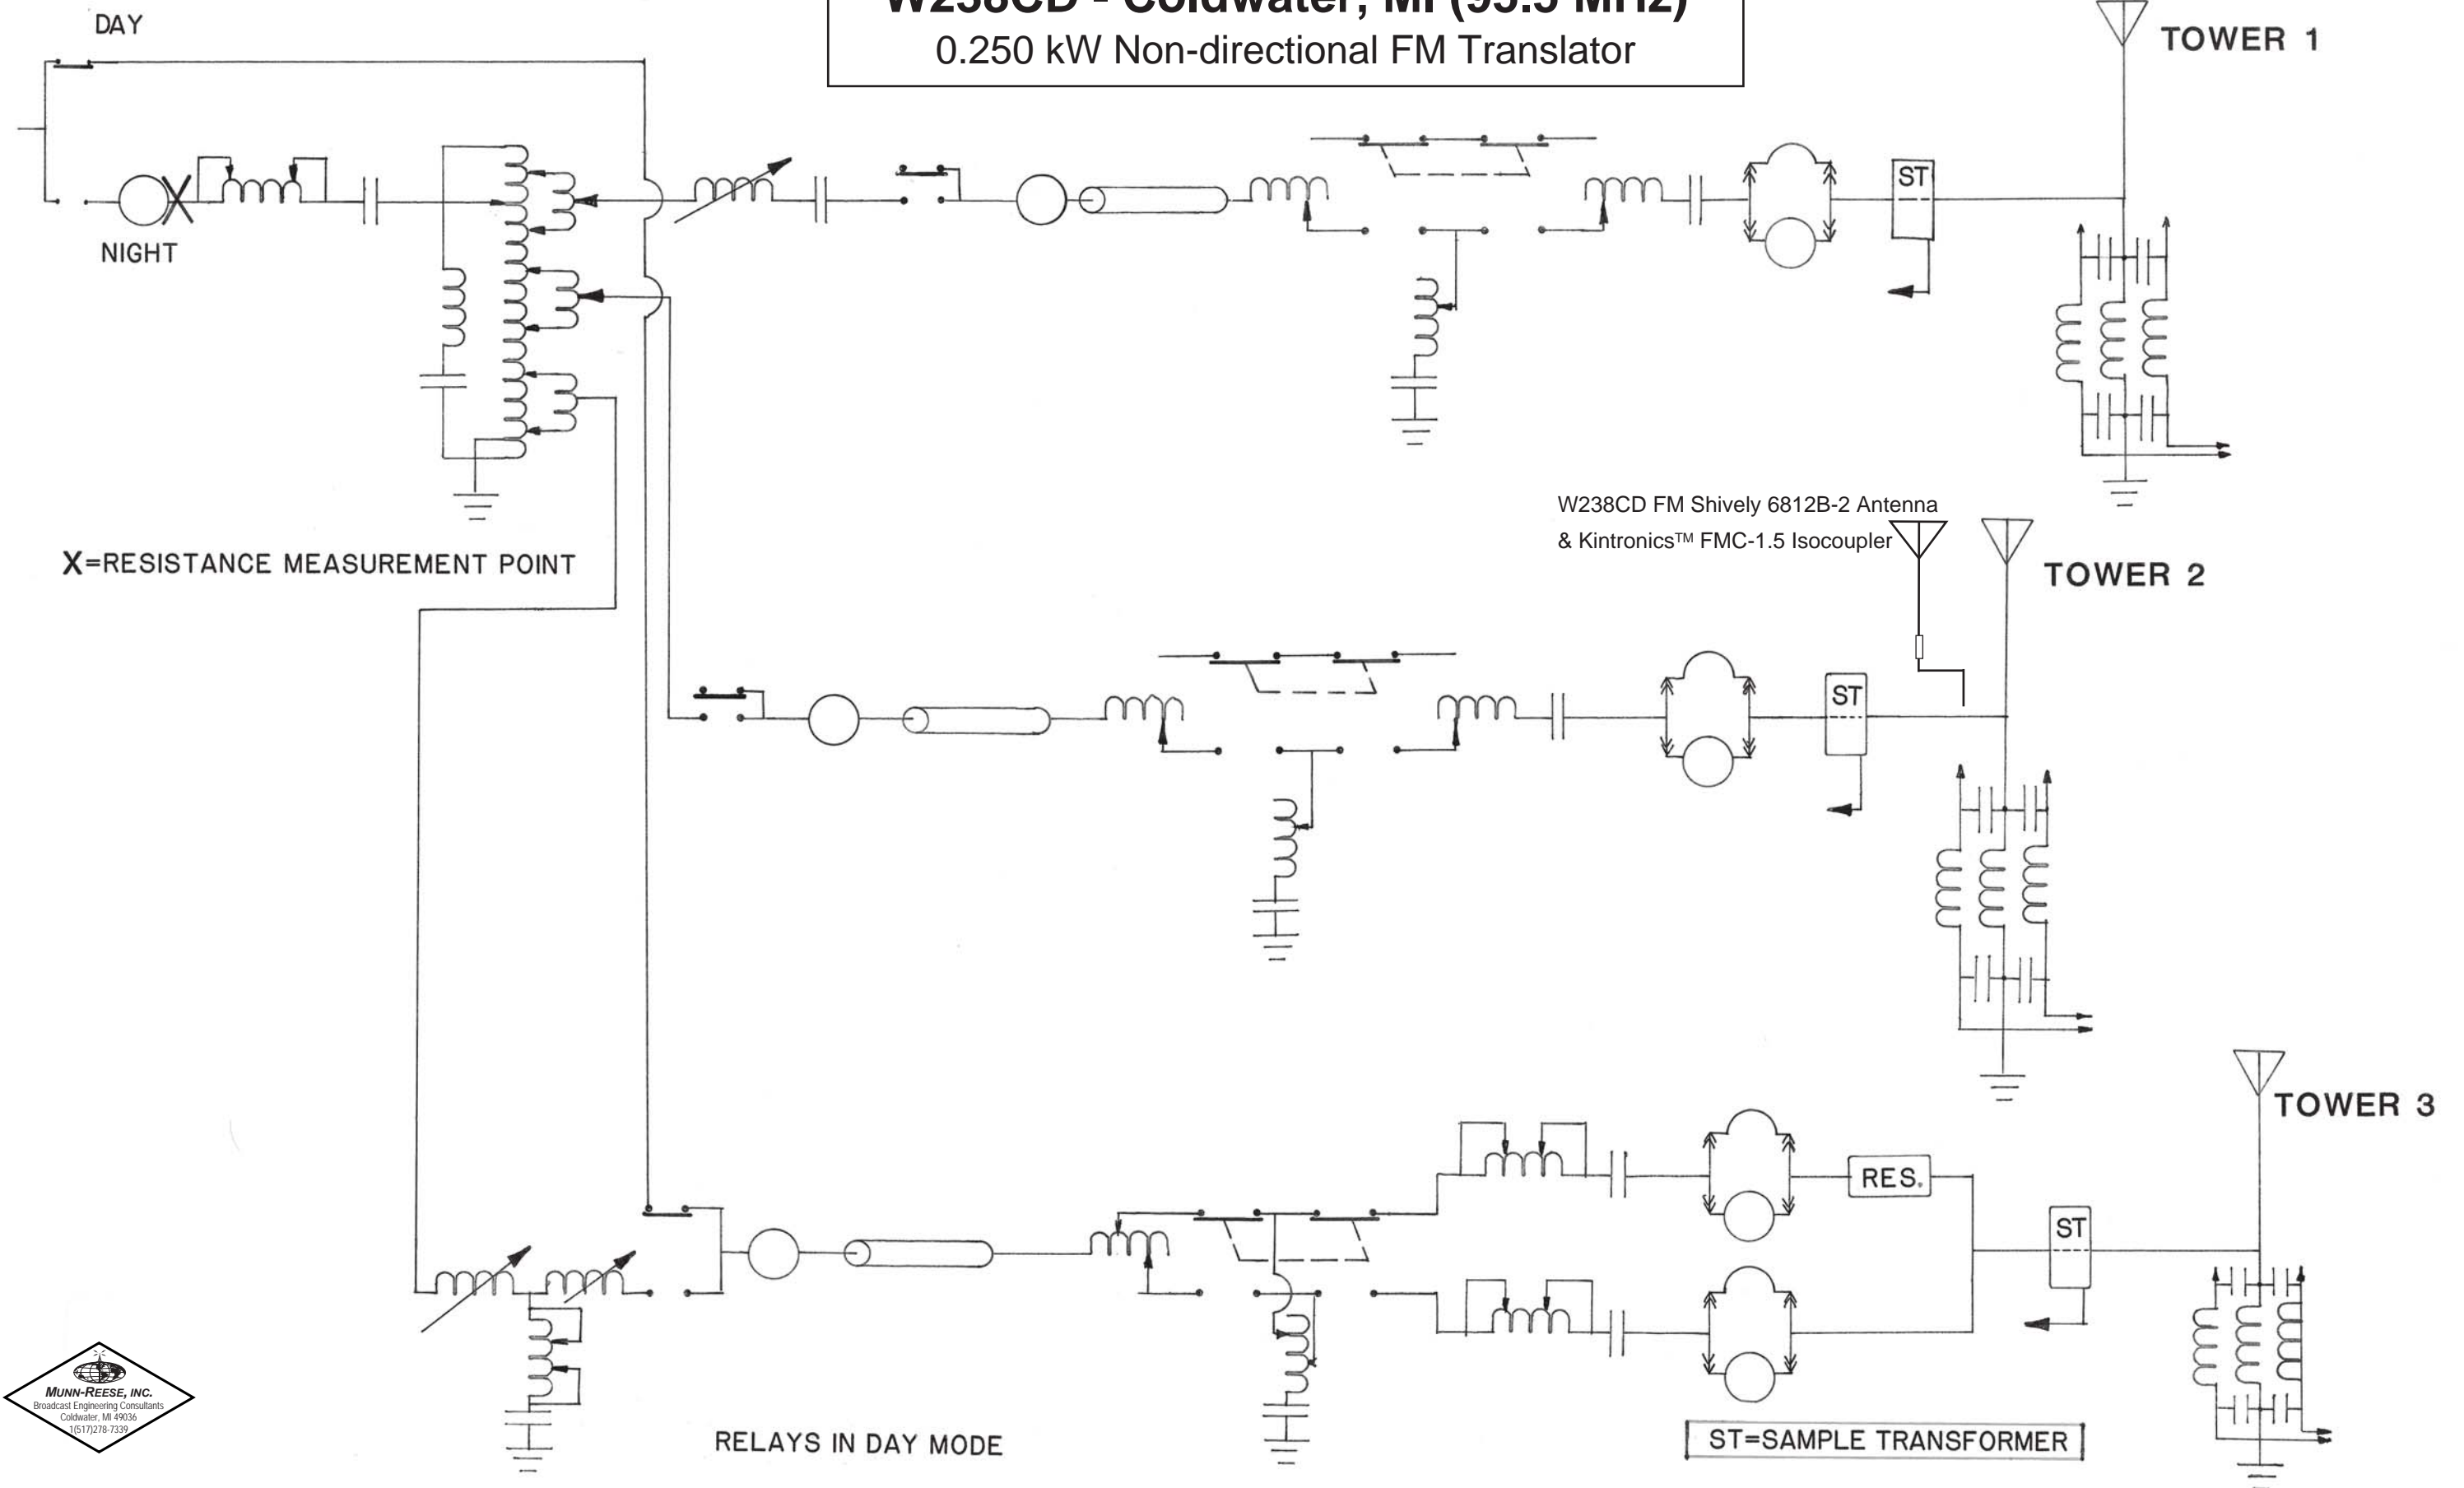 DAY
W238CD - Coldwater, MI (95.5 MHz)
0.250 kW Non-directional FM Translator
TOWER 1
ST
NIGHT
W238CD FM Shively 6812B-2 Antenna
& Kintronics™ FMC-1.5 Isocoupler
X=RESISTANCE MEASUREMENT POINT
TOWER 2
ST
TOWER 3
RES.
ST
MUNN-REESE, INC.
Broadcast Engineering Consultants
Coldwater, MI 49036
1(517)278-7339
RELAYS IN DAY MODE
ST=SAMPLE TRANSFORMER